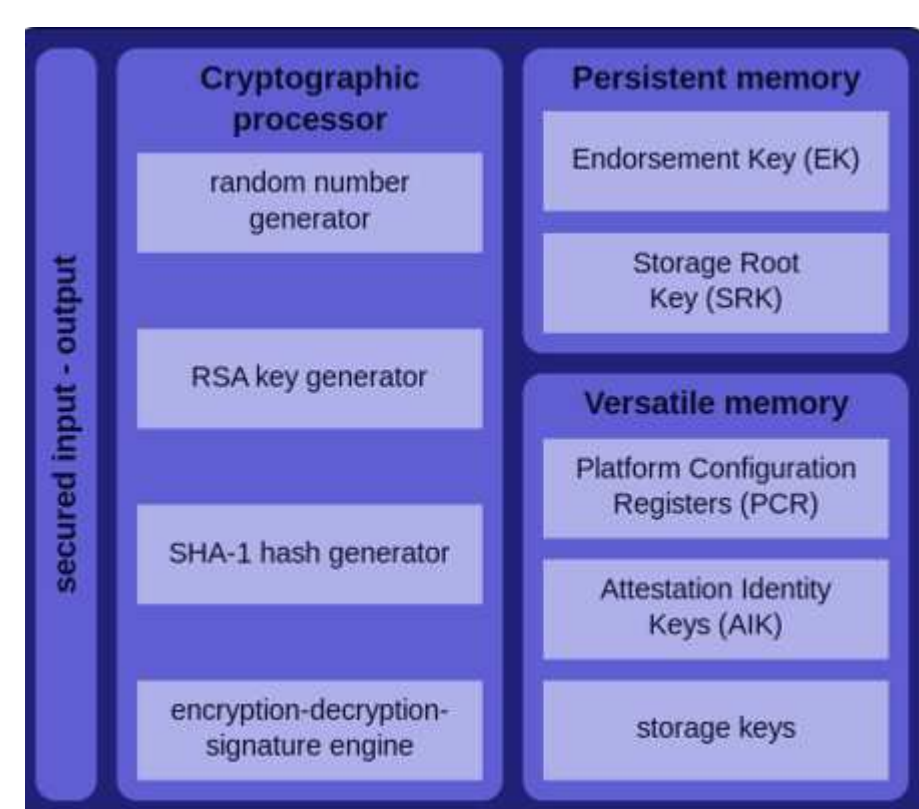 secured input - output
Cryptographic
processor
random number
generator
RSA key generator
SHA-1 hash generator
encryption-decryption-
signature engine
Persistent memory
Endorsement Key (EK)
Storage Root
Key (SRK)
Versatile memory
Platform Configuration
Registers (PCR)
Attestation Identity
Keys (AIK)
storage keys